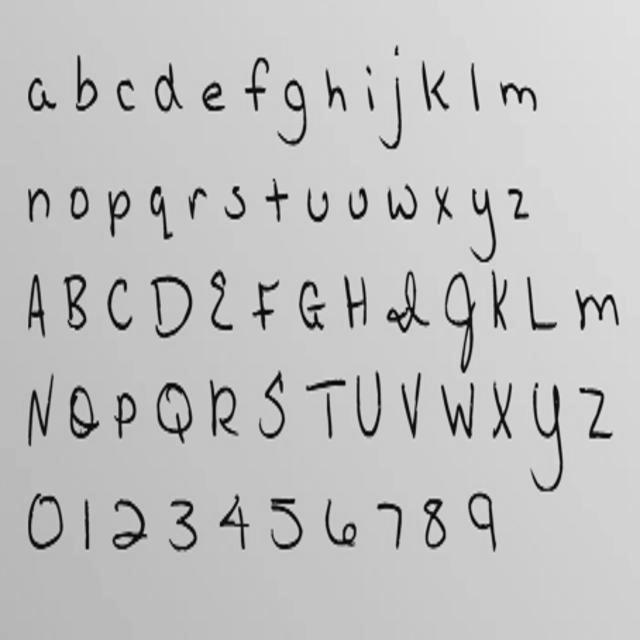 a b c d e f g h i j k l m
n o p q r s t u v w x y z
A B C D E F G H I J K L m
N O P Q R S T U V W X Y Z
0 1 2 3 4 5 6 7 8 9